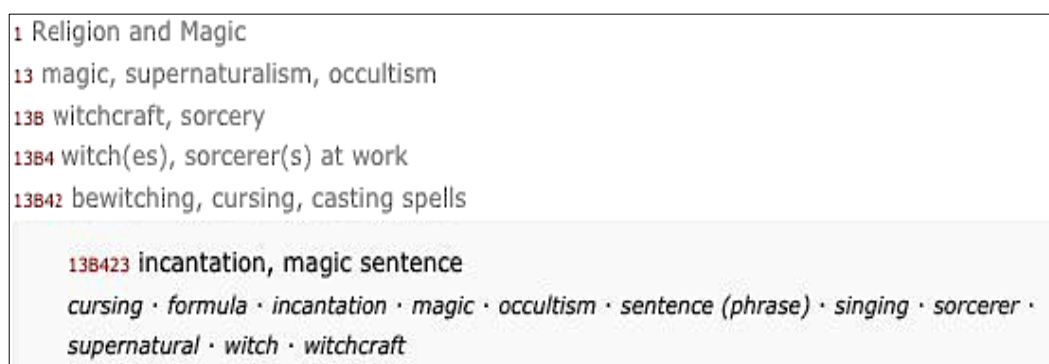 1 Religion and Magic
13 magic, supernaturalism, occultism
13B witchcraft, sorcery
13B4 witch(es), sorcerer(s) at work
13B42 bewitching, cursing, casting spells
13B423 incantation, magic sentence
cursing · formula · incantation · magic · occultism · sentence (phrase) · singing · sorcerer ·
supernatural · witch · witchcraft